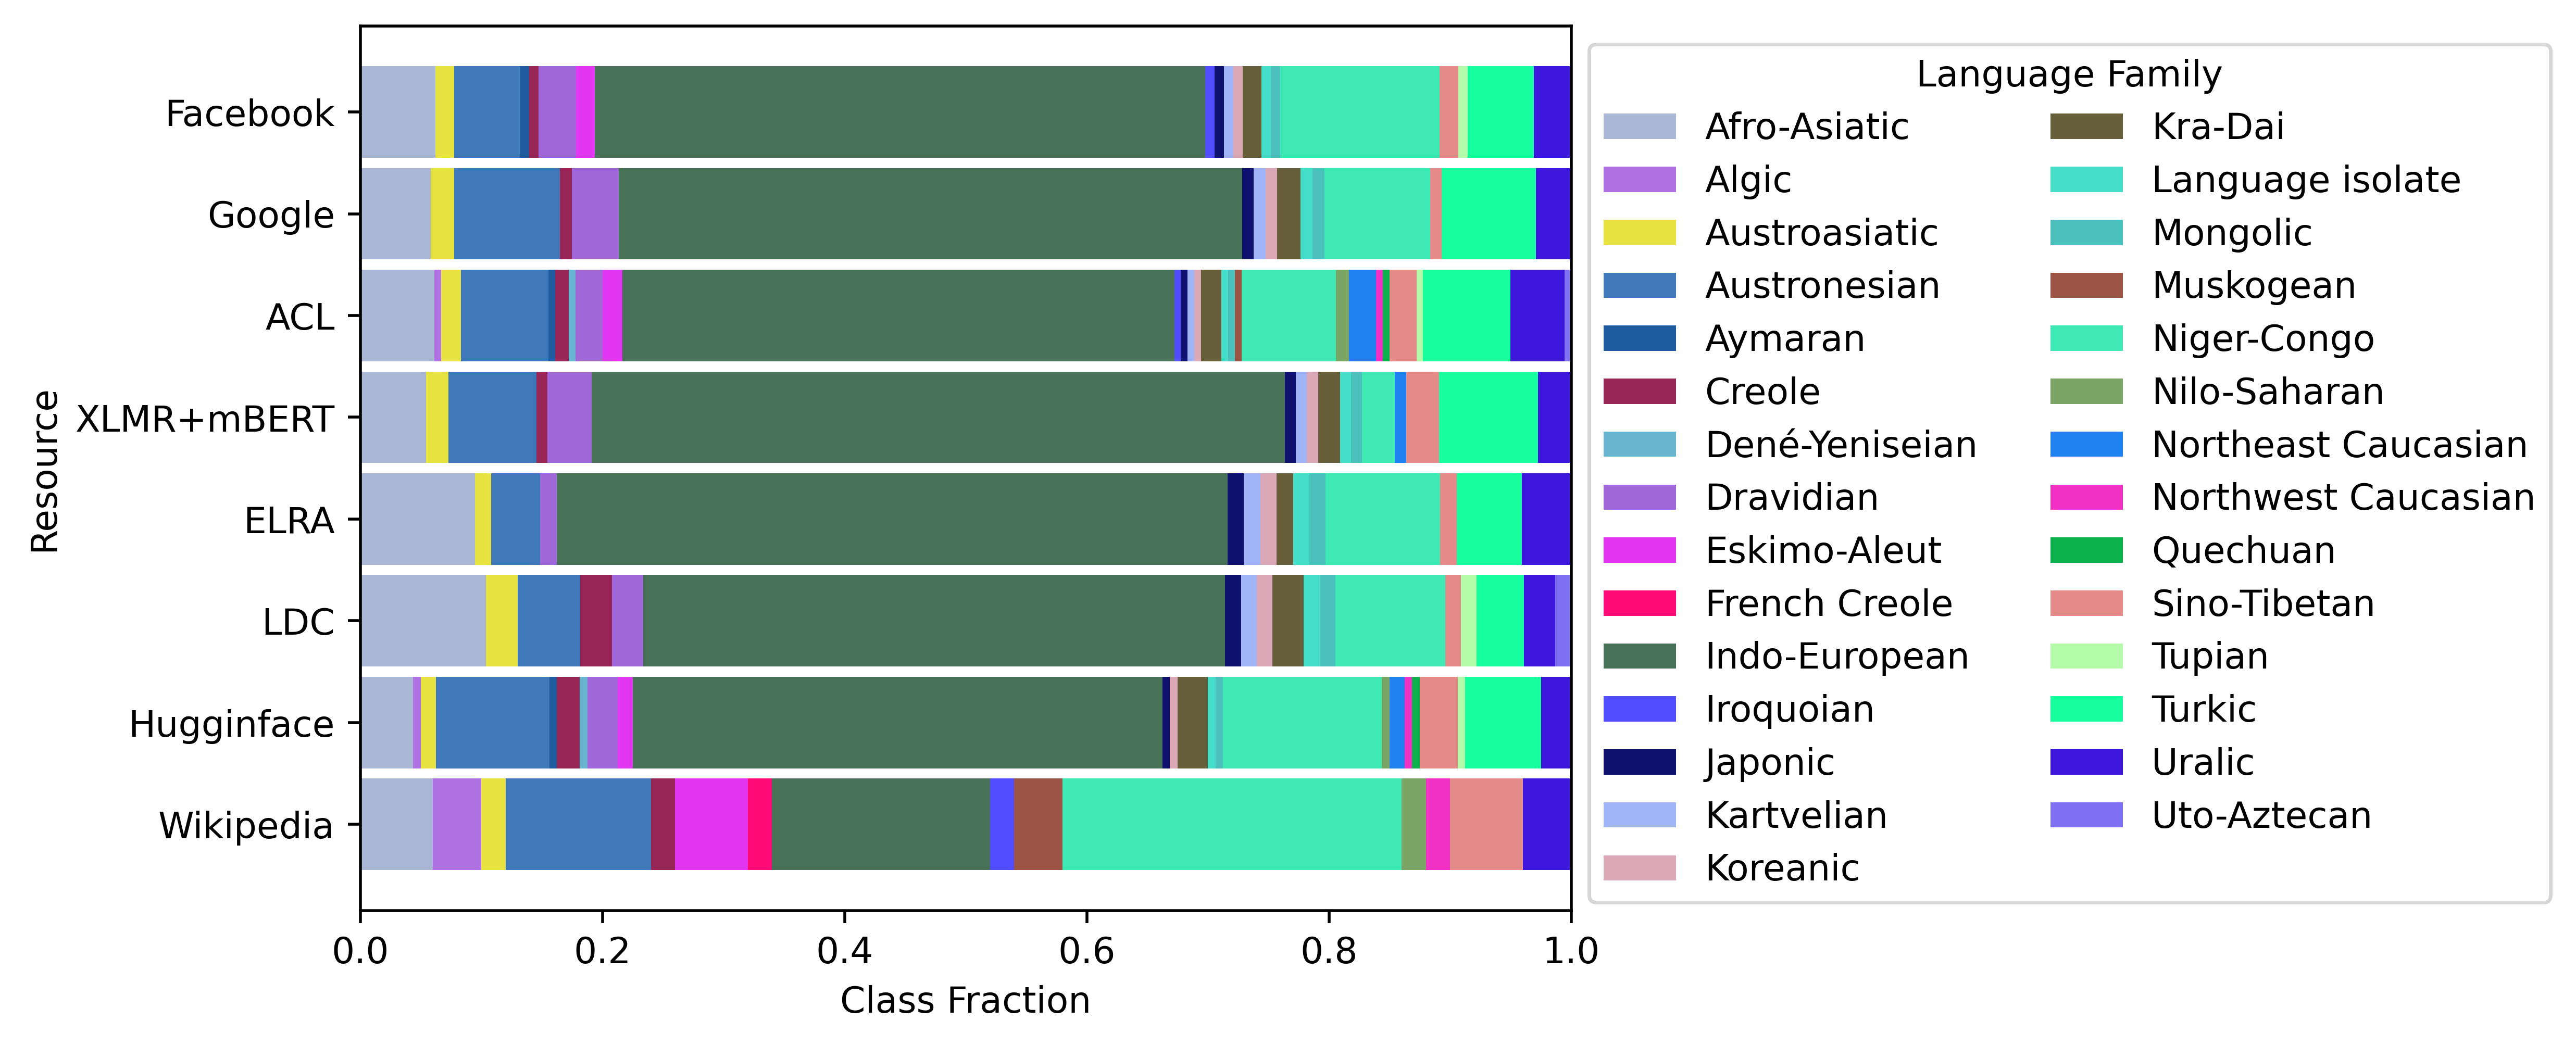 Facebook
Google
ACL
XLMR+mBERT
ELRA
LDC
Hugginface
Wikipedia
Resource
0.0 0.2 0.4 0.6 0.8 1.0
Class Fraction
Language Family
Afro-Asiatic
Algic
Austroasiatic
Austronesian
Aymaran
Creole
Dené-Yeniseian
Dravidian
Eskimo-Aleut
French Creole
Indo-European
Iroquoian
Japonic
Kartvelian
Koreanic
Kra-Dai
Language isolate
Mongolic
Muskogean
Niger-Congo
Nilo-Saharan
Northeast Caucasian
Northwest Caucasian
Quechuan
Sino-Tibetan
Tupian
Turkic
Uralic
Uto-Aztecan